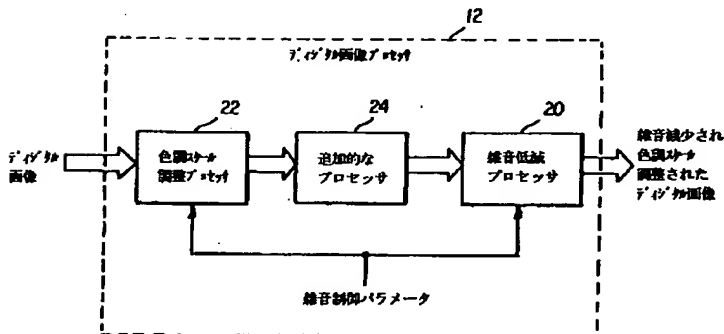 12
ディジタル画像プロセッサ
22
24
20
ディジタル
画像
色調スケール
調整プロセッサ
追加的な
プロセッサ
雑音低減
プロセッサ
雑音減少され
色調スケール
調整された
ディジタル画像
雑音制御パラメータ